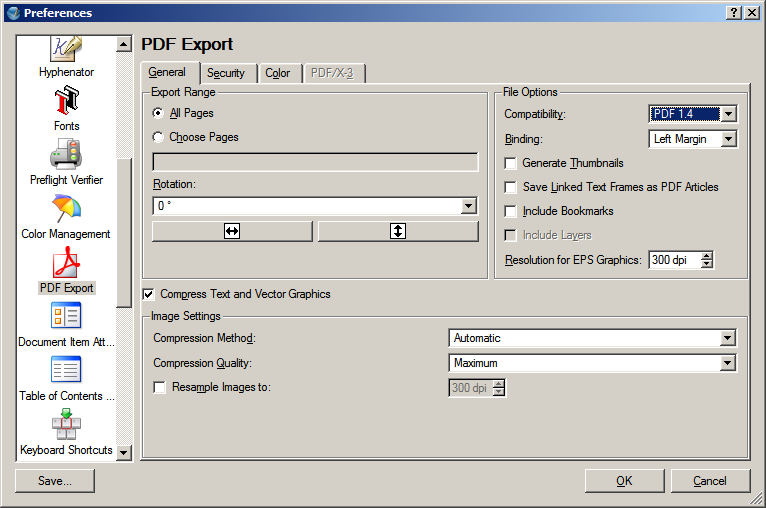 Preferences
Hyphenator
Fonts
Preflight Verifier
Color Management
PDF Export
Document Item Att...
Table of Contents ...
Keyboard Shortcuts
PDF Export
General Security Color PDF/X-3
Export Range
All Pages
Choose Pages
Rotation:
0 °
File Options
Compatibility: PDF 1.4
Binding: Left Margin
Generate Thumbnails
Save Linked Text Frames as PDF Articles
Include Bookmarks
Include Layers
Resolution for EPS Graphics: 300 dpi
Compress Text and Vector Graphics
Image Settings
Compression Method: Automatic
Compression Quality: Maximum
Resample Images to: 300 dpi
Save... OK Cancel